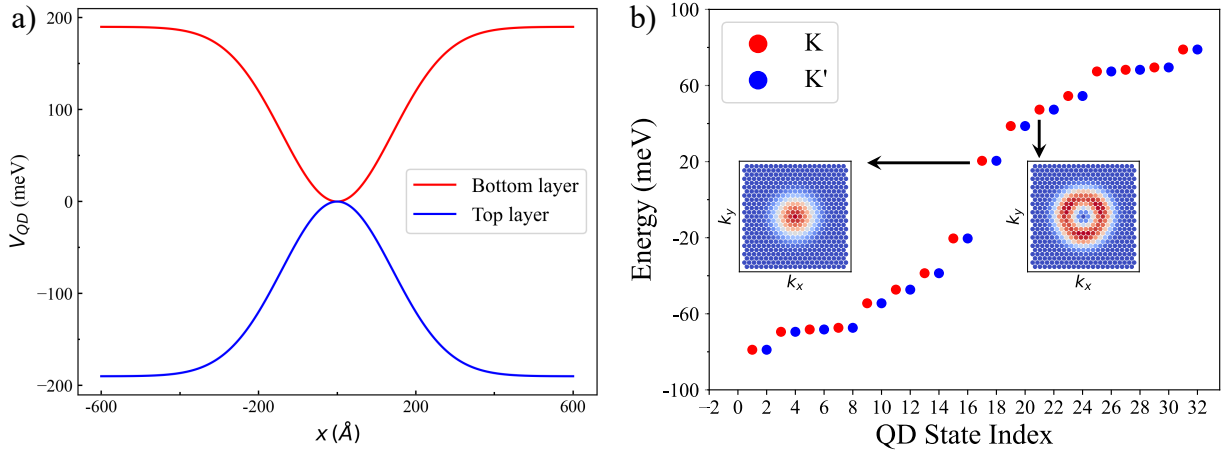 a)
200
100
0
−100
−200
V_QD (meV)
Bottom layer
Top layer
-600
-200
200
600
x (Å)
b)
100
60
20
-20
-60
-100
Energy (meV)
K
K'
k_y
k_x
k_y
k_x
−2 0 2 4 6 8 10 12 14 16 18 20 22 24 26 28 30 32
QD State Index